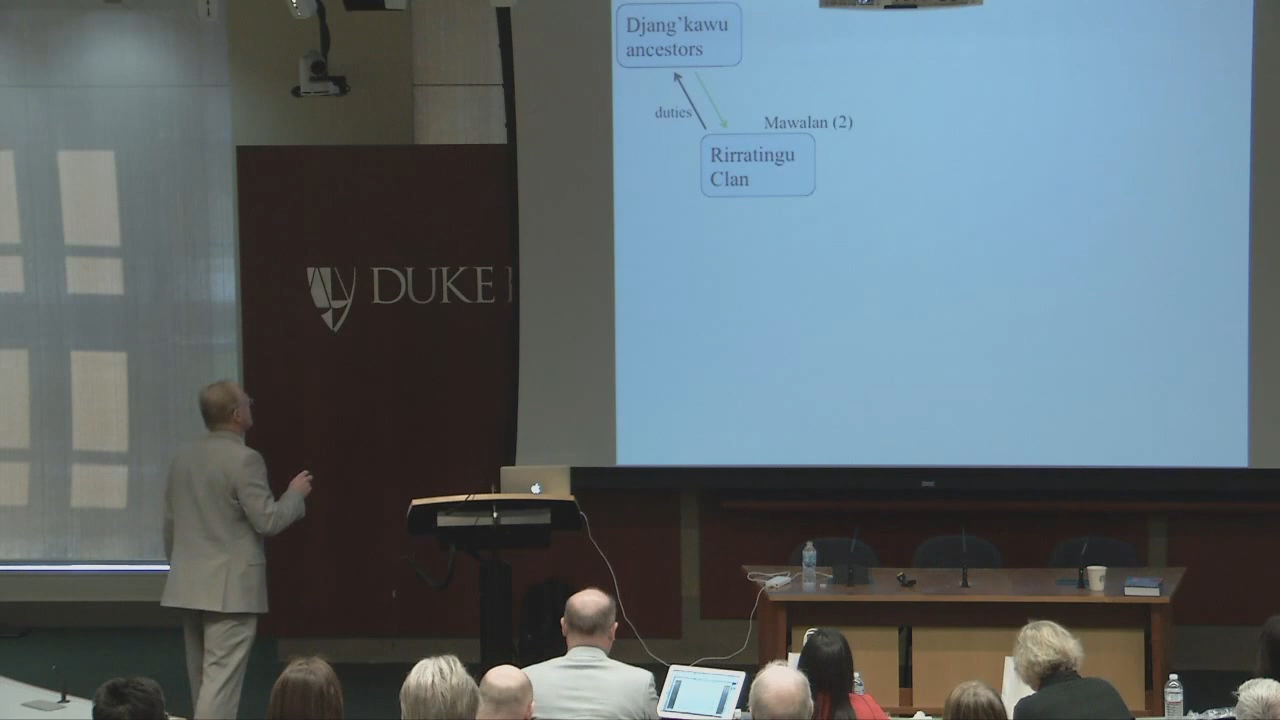 Djang’kawu
ancestors
duties
Mawalan (2)
Rirratingu
Clan
DUKE